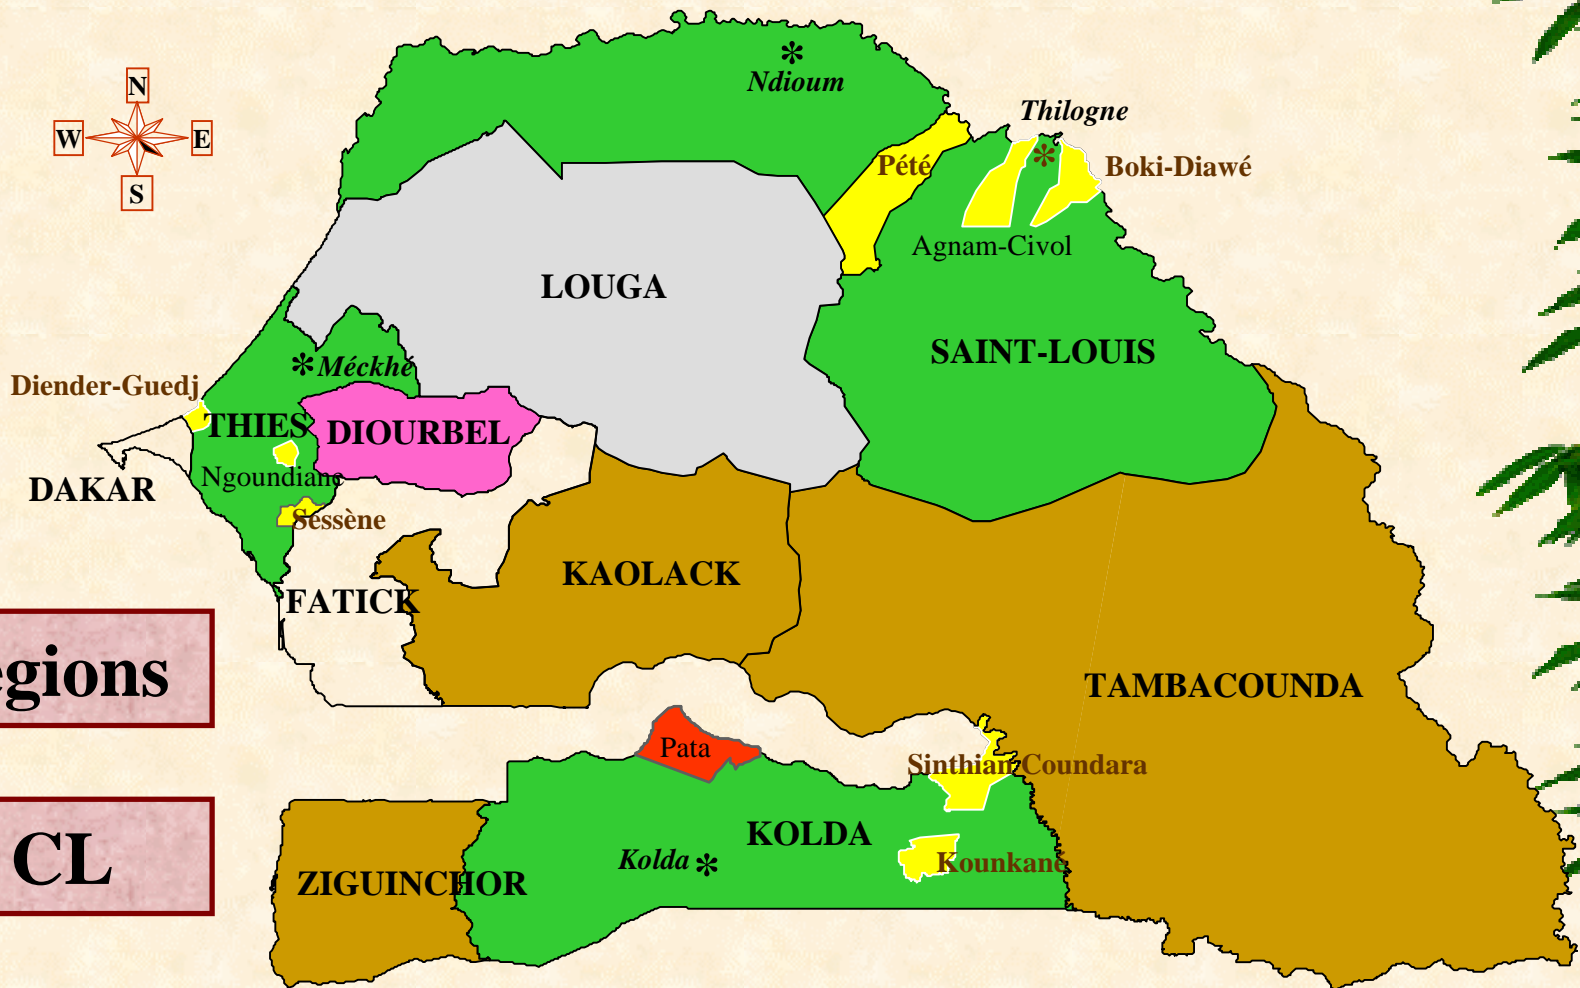 N
W
E
S
Ndioum
Thilogne
Pété
Boki-Diawé
Agnam-Civol
LOUGA
SAINT-LOUIS
Méckhé
Diender-Guedj
THIES
DIOURBEL
Ngoundiane
DAKAR
Sessène
KAOLACK
FATICK
egions
TAMBACOUNDA
Pata
Sinthian Coundara
KOLDA
CL
Kolda
Kounkané
ZIGUINCHOR